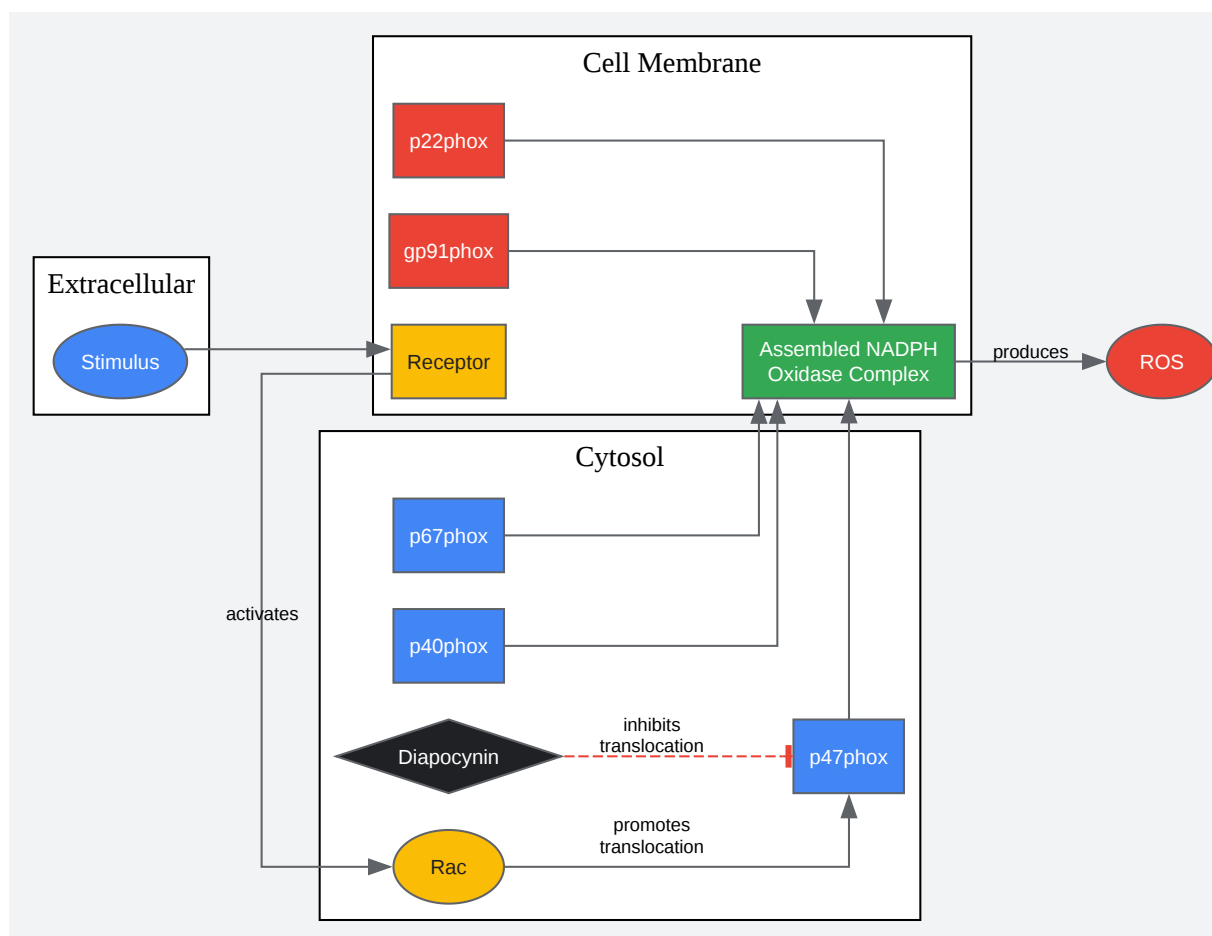 Cell Membrane
p22phox
gp91phox
Extracellular
Stimulus
Receptor
Assembled NADPH
Oxidase Complex
produces
ROS
Cytosol
p67phox
activates
p40phox
Diapocynin
inhibits
translocation
p47phox
promotes
translocation
Rac